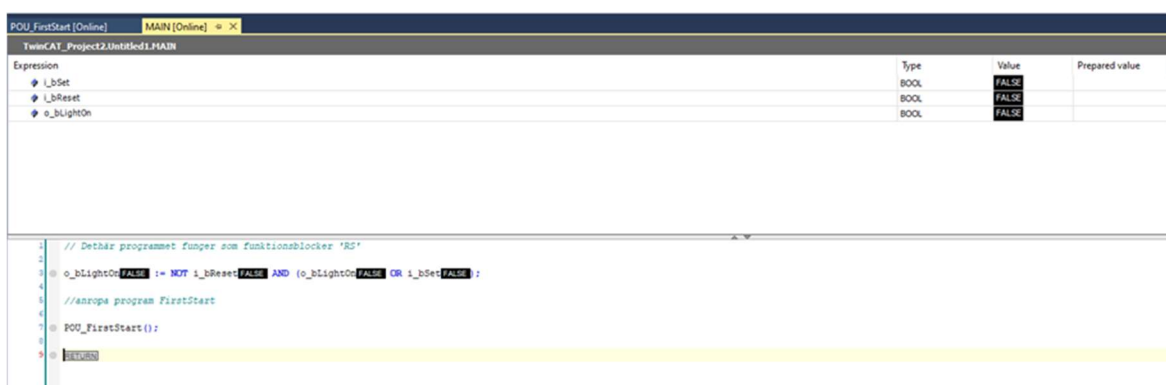 POU_FirstStart [Online] MAIN [Online]
TwinCAT_Project2.Untitled1.MAIN
Expression Type Value Prepared value
i_bSet BOOL FALSE
i_bReset BOOL FALSE
o_bLightOn BOOL FALSE
1 // Dethär programmet funger som funktionsblocker 'RS'
2
3 o_bLightOn FALSE := NOT i_bReset FALSE AND (o_bLightOn FALSE OR i_bSet FALSE);
4
5 //anropa program FirstStart
6
7 POU_FirstStart();
8
9 RETURN